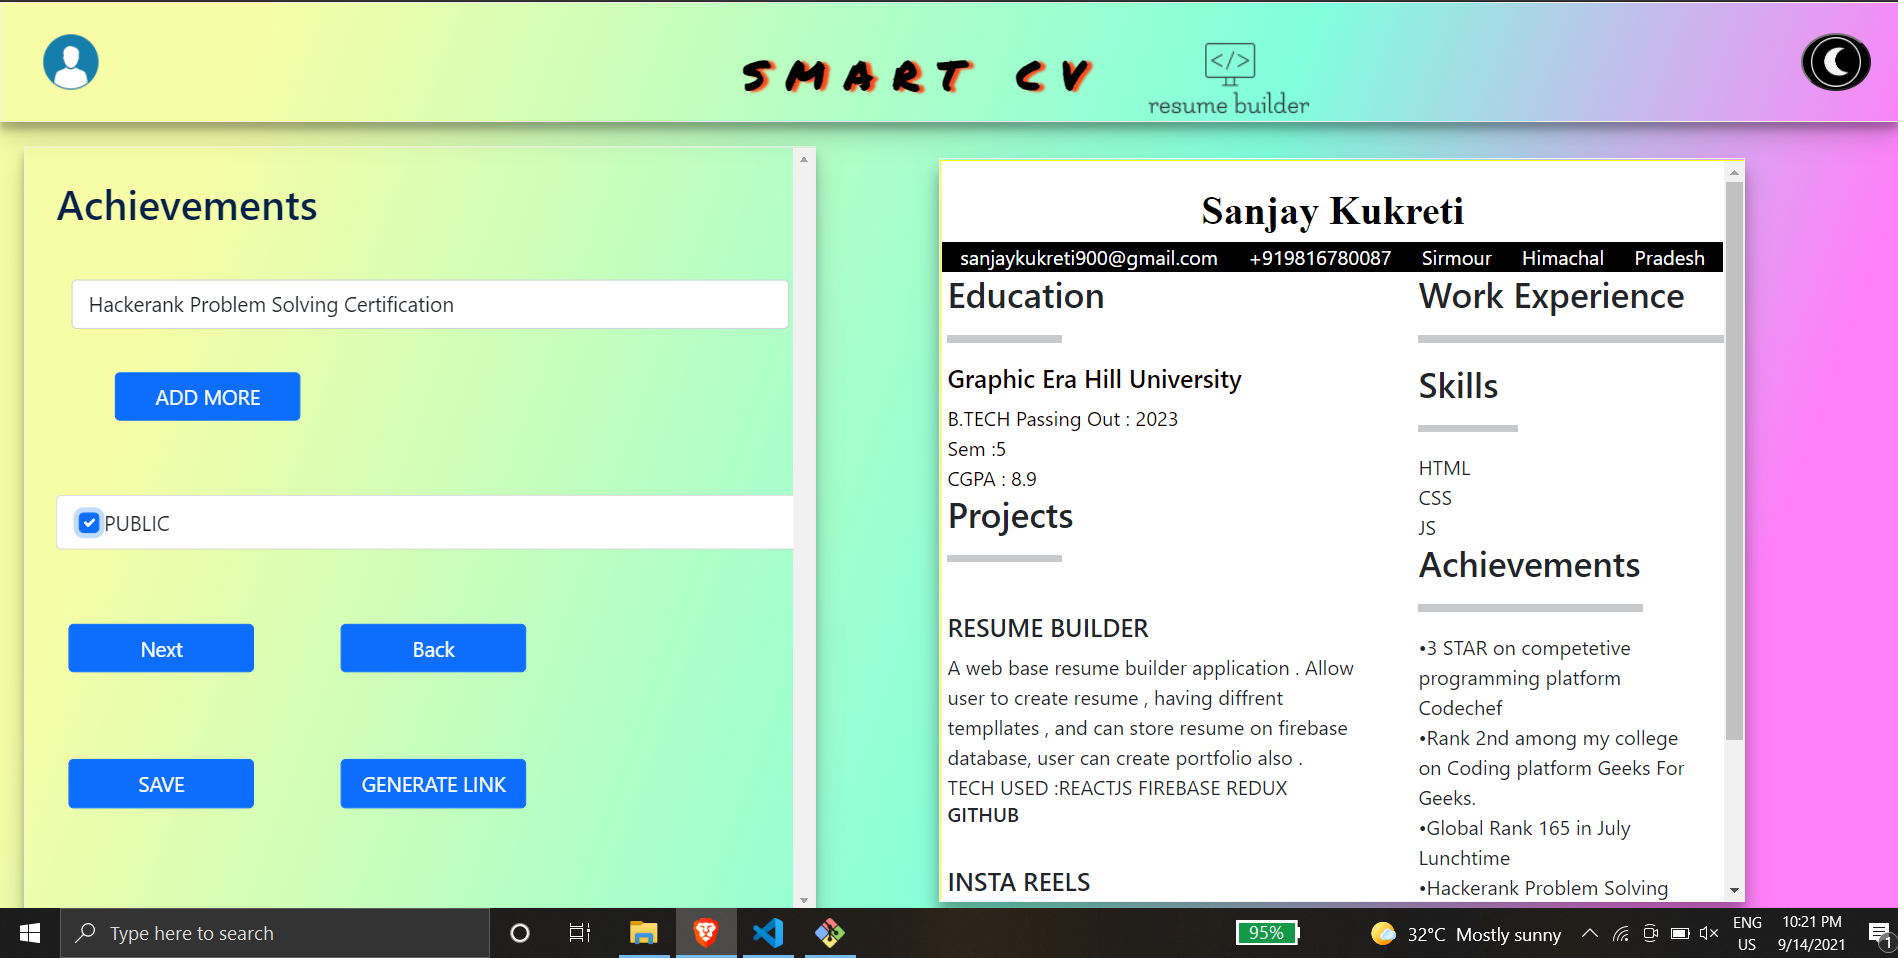 SMART CV
</>
resume builder
Achievements
Hackerank Problem Solving Certification
ADD MORE
PUBLIC
Next
Back
SAVE
GENERATE LINK
Sanjay Kukreti
sanjaykukreti900@gmail.com +919816780087 Sirmour Himachal Pradesh
Education
Graphic Era Hill University
B.TECH Passing Out : 2023
Sem :5
CGPA : 8.9
Projects
RESUME BUILDER
A web base resume builder application . Allow
user to create resume , having diffrent
templlates , and can store resume on firebase
database, user can create portfolio also .
TECH USED :REACTJS FIREBASE REDUX
GITHUB
INSTA REELS
Work Experience
Skills
HTML
CSS
JS
Achievements
•3 STAR on competetive
programming platform
Codechef
•Rank 2nd among my college
on Coding platform Geeks For
Geeks.
•Global Rank 165 in July
Lunchtime
•Hackerank Problem Solving
Type here to search
95%
32°C Mostly sunny
ENG
US
10:21 PM
9/14/2021
1